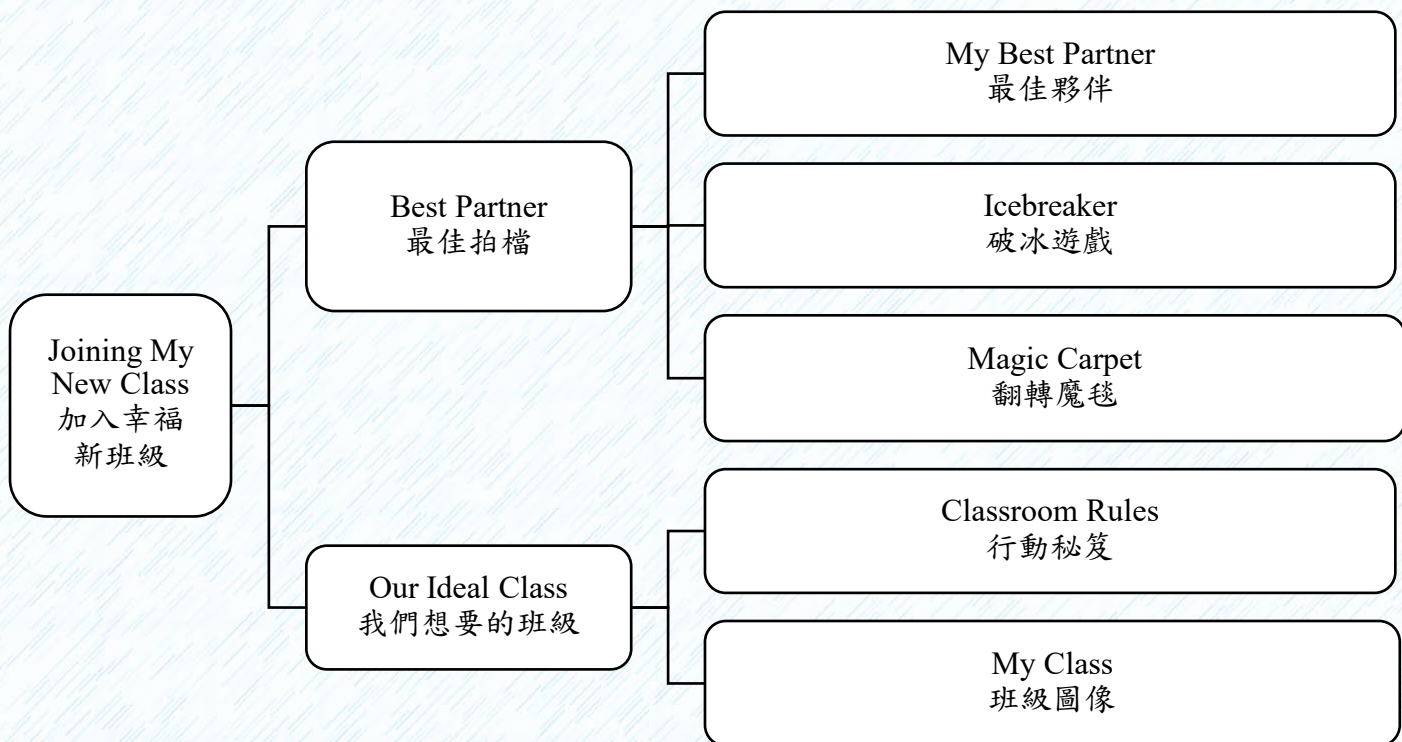 Joining My
New Class
加入幸福
新班級
Best Partner
最佳拍檔
My Best Partner
最佳夥伴
Icebreaker
破冰遊戲
Magic Carpet
翻轉魔毯
Our Ideal Class
我們想要的班級
Classroom Rules
行動秘笈
My Class
班級圖像